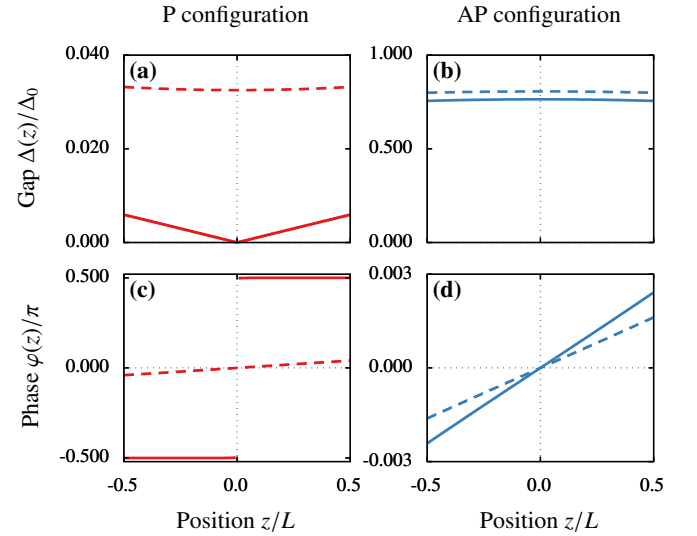 P configuration
AP configuration
Gap Δ(z)/Δ₀
0.040
0.020
0.000
(a)
1.000
0.500
0.000
(b)
Phase φ(z)/π
0.500
0.000
-0.500
(c)
0.003
0.000
-0.003
(d)
-0.5 0.0 0.5
-0.5 0.0 0.5
Position z/L
Position z/L